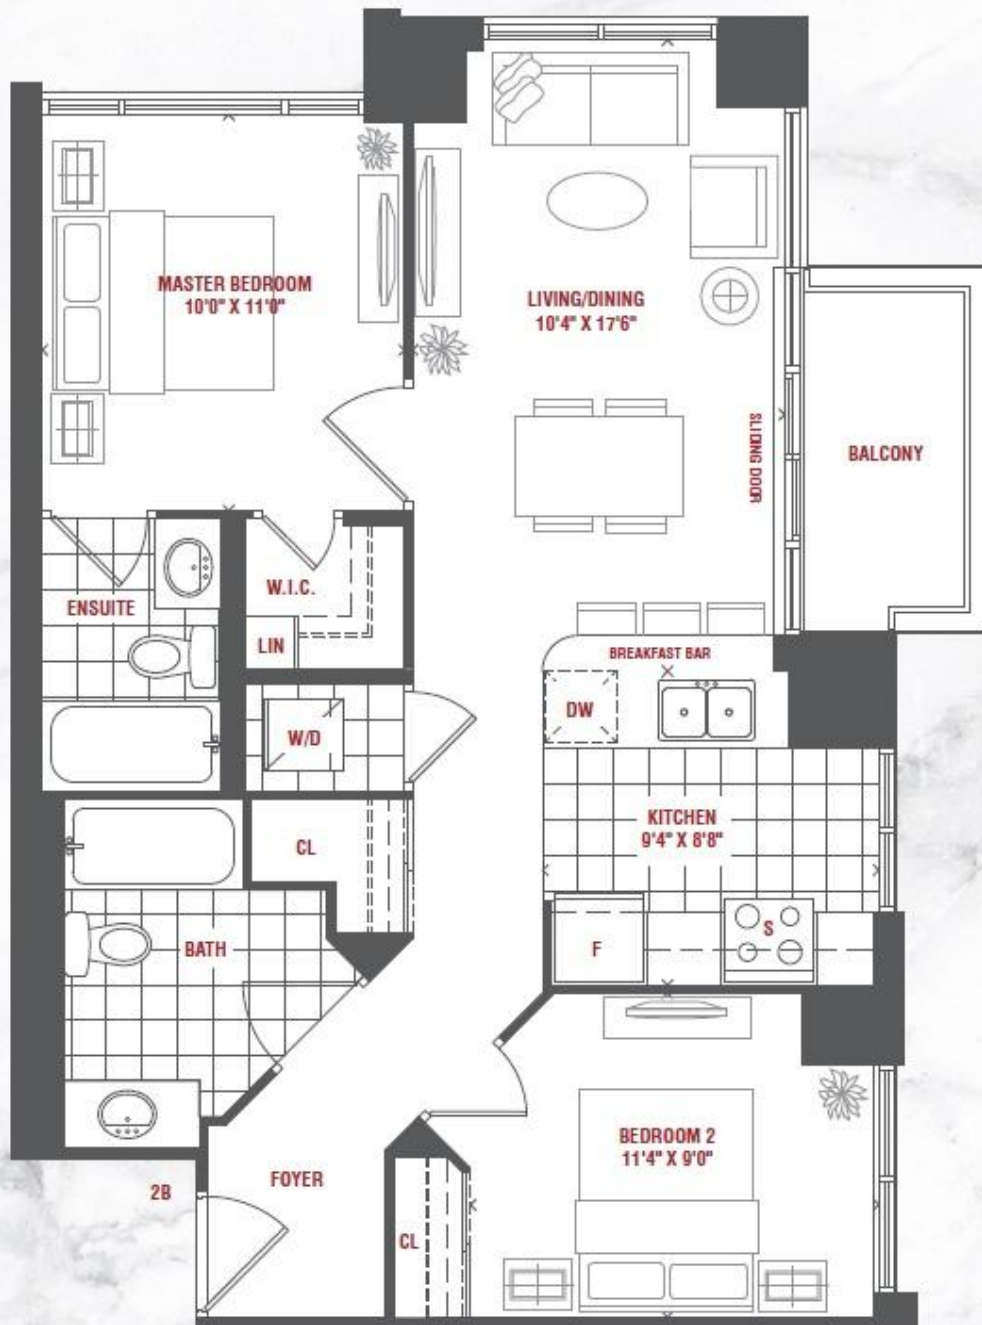 MASTER BEDROOM
10'0" X 11'0"
LIVING/DINING
10'4" X 17'6"
SLIDING DOOR
BALCONY
ENSUITE
W.I.C.
LIN
BREAKFAST BAR
DW
W/D
KITCHEN
9'4" X 8'8"
CL
BATH
F
S
BEDROOM 2
11'4" X 9'0"
FOYER
2B
CL